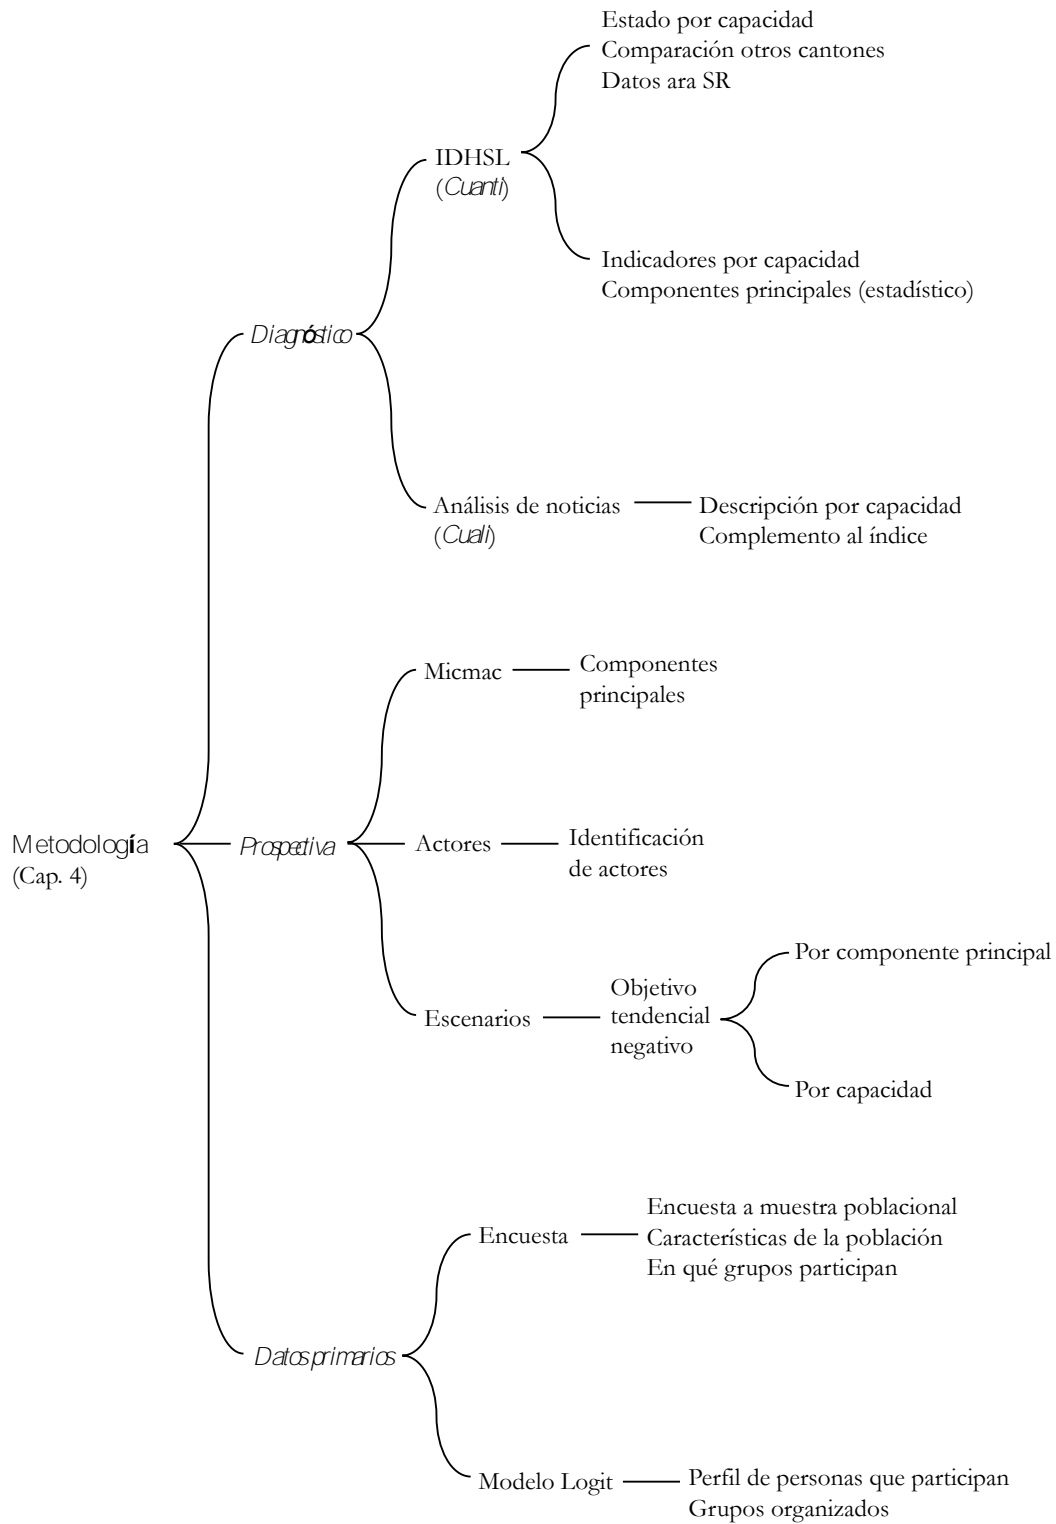 Estado por capacidad
Comparación otros cantones
Datos ara SR
IDHSL
(Cuanti)
Indicadores por capacidad
Componentes principales (estadístico)
Diagnóstico
Análisis de noticias
(Cuali)
Descripción por capacidad
Complemento al índice
Micmac
Componentes
principales
Metodología
(Cap. 4)
Prospectiva
Actores
Identificación
de actores
Escenarios
Objetivo
tendencial
negativo
Por componente principal
Por capacidad
Encuesta
Encuesta a muestra poblacional
Características de la población
En qué grupos participan
Datos primarios
Modelo Logit
Perfil de personas que participan
Grupos organizados